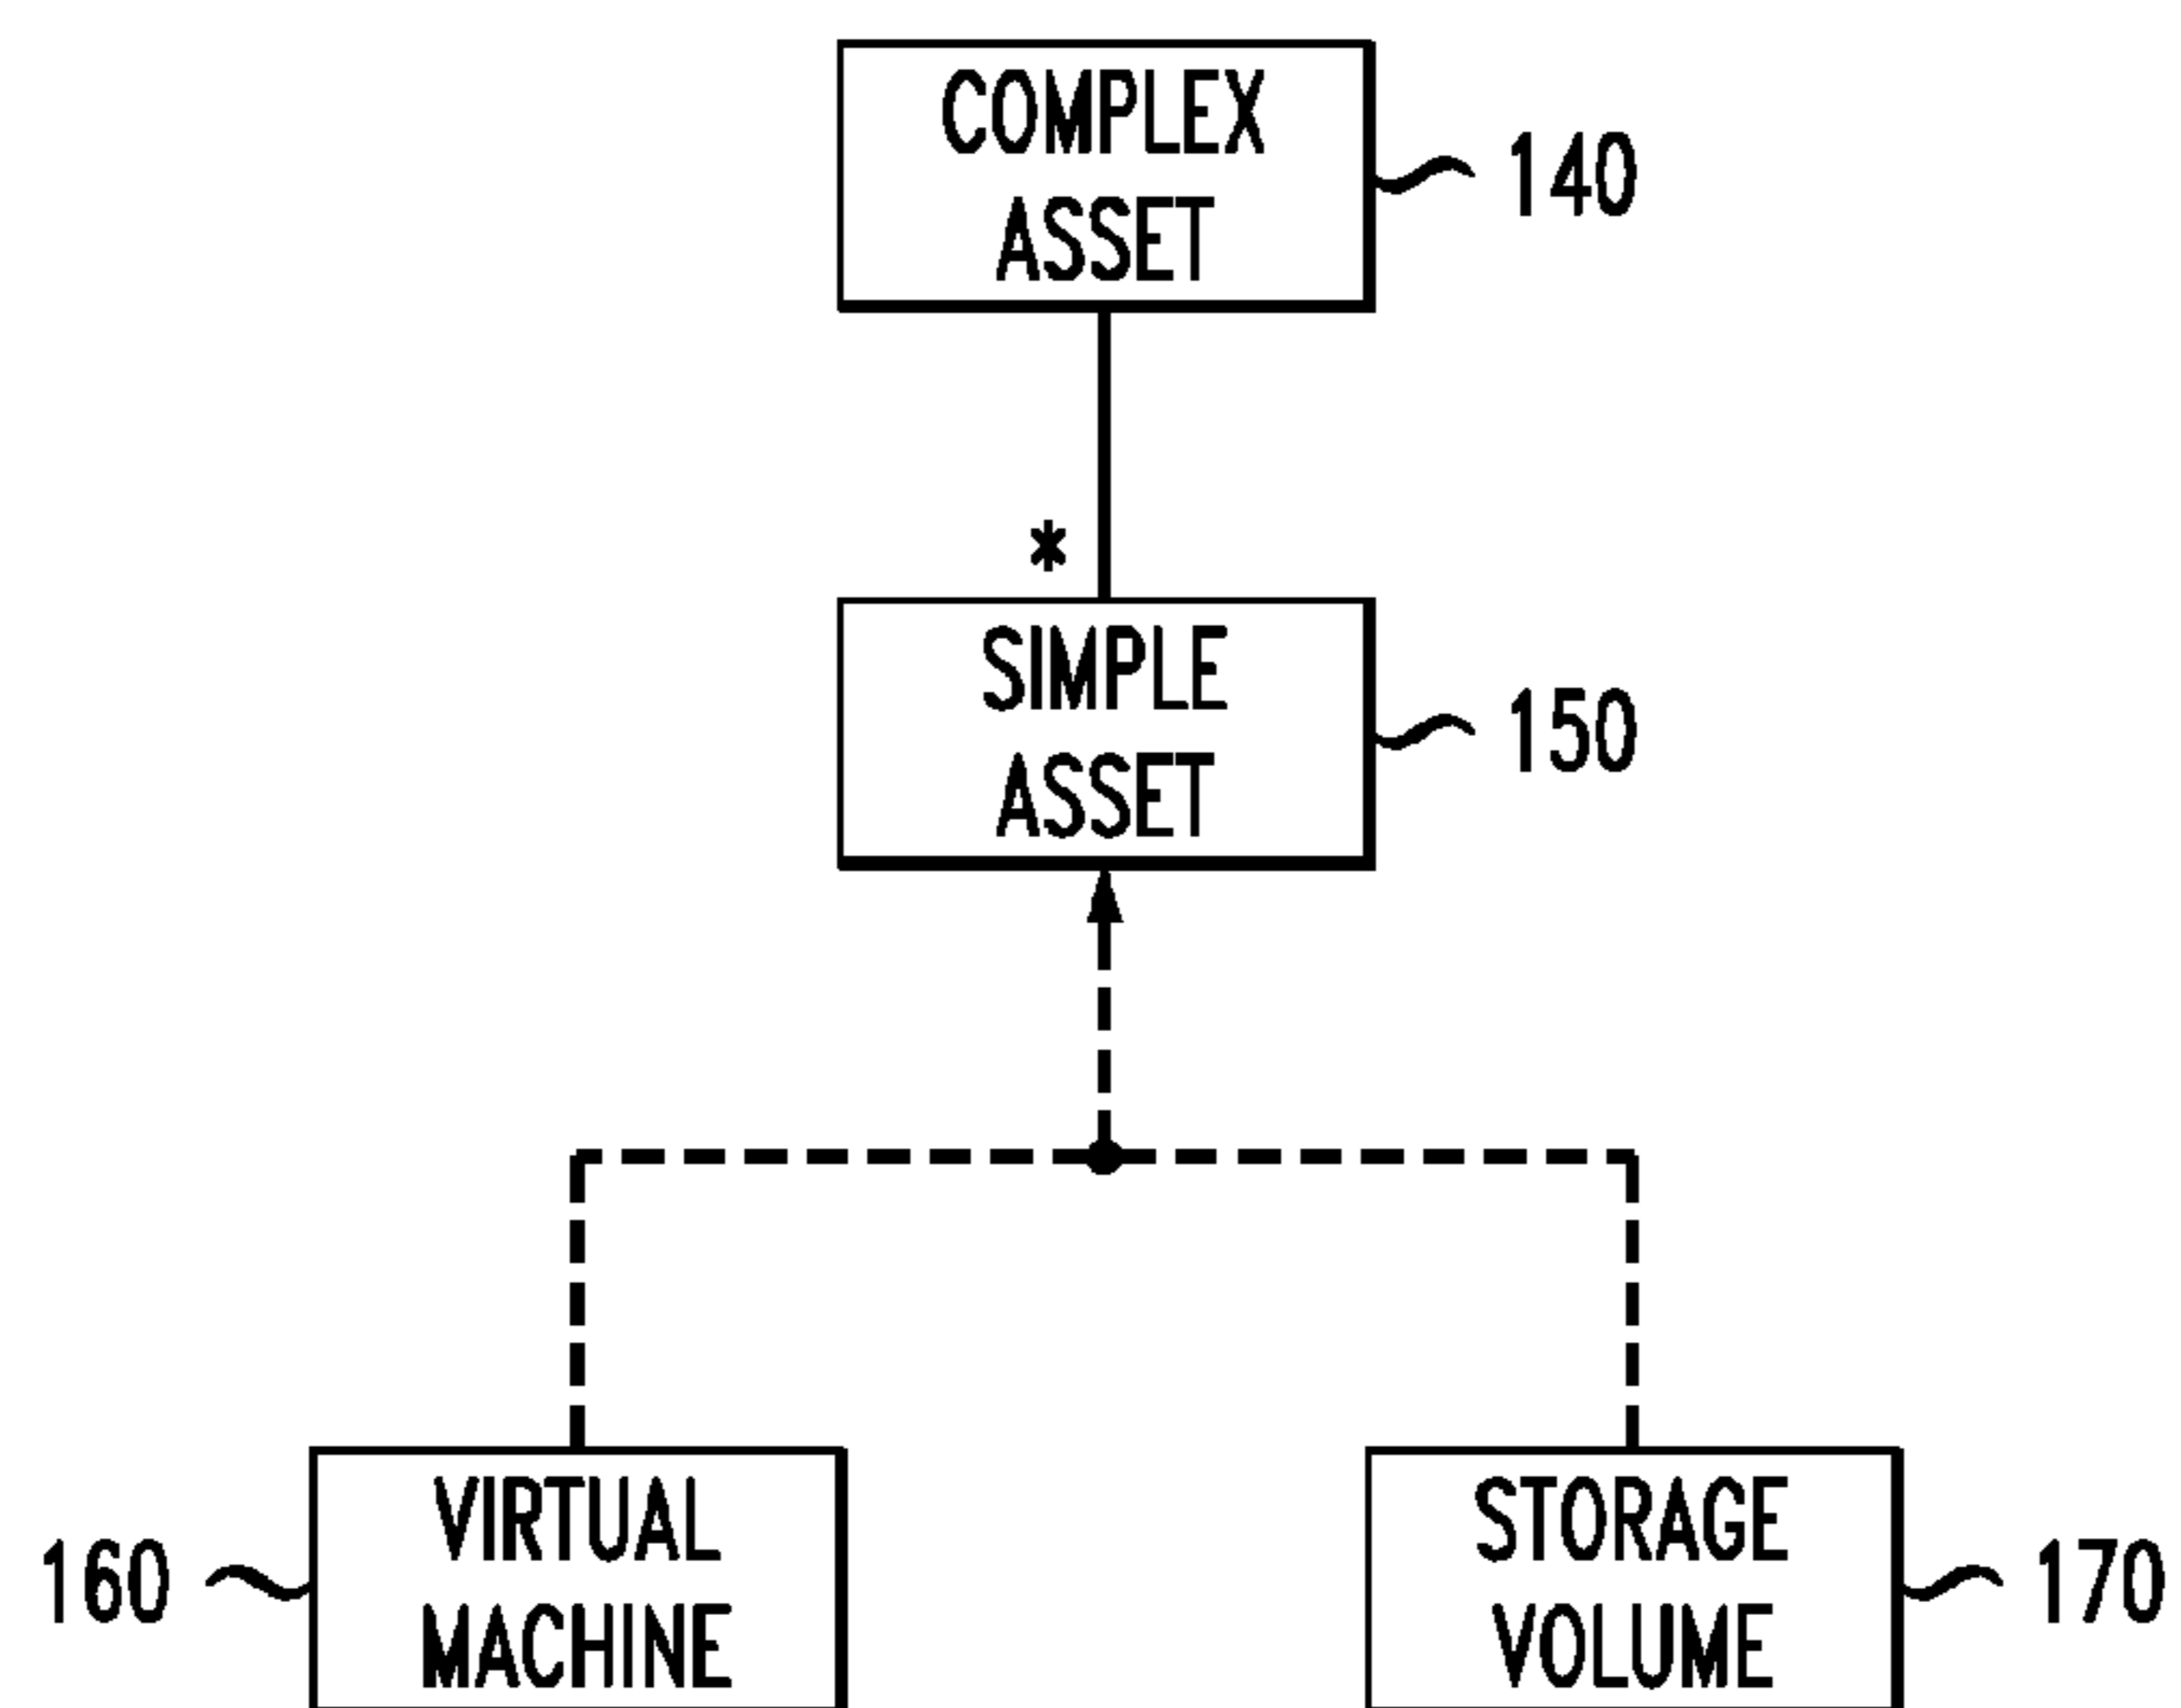 COMPLEX
ASSET
140
*
SIMPLE
ASSET
150
VIRTUAL
MACHINE
160
STORAGE
VOLUME
170